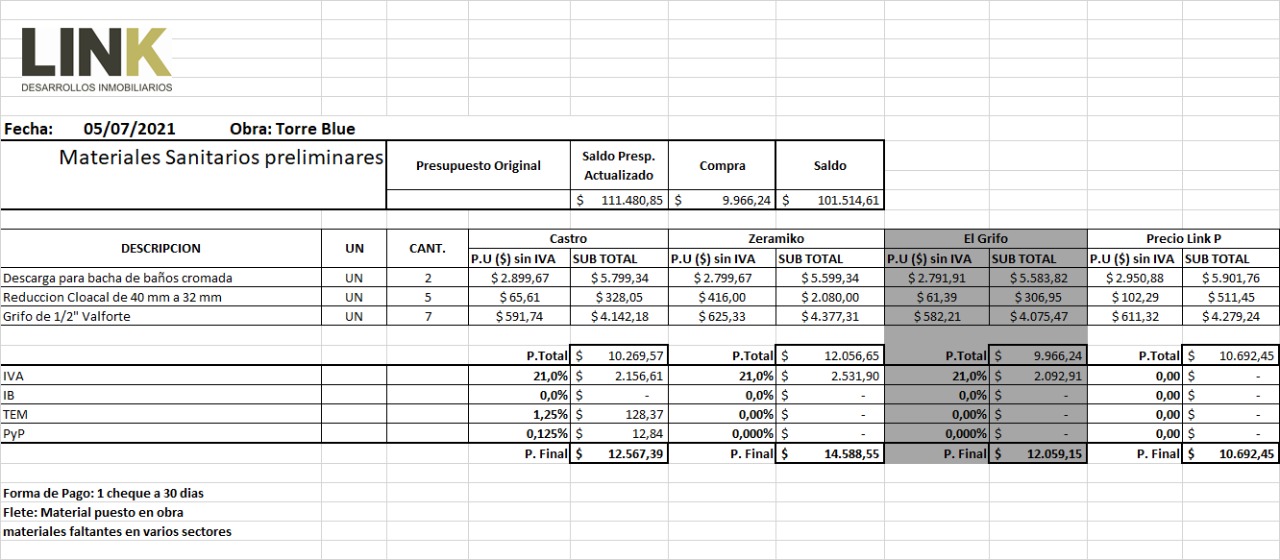 LINK
DESARROLLOS INMOBILIARIOS
Fecha: 05/07/2021 Obra: Torre Blue
Materiales Sanitarios preliminares Presupuesto Original Saldo Presp. Actualizado Compra Saldo
$ 111.480,85 $ 9.966,24 $ 101.514,61
DESCRIPCION UN CANT. Castro Zeramiko El Grifo Precio Link P
P.U ($) sin IVA SUB TOTAL P.U ($) sin IVA SUB TOTAL P.U ($) sin IVA SUB TOTAL P.U ($) sin IVA SUB TOTAL
Descarga para bacha de baños cromada UN 2 $ 2.899,67 $ 5.799,34 $ 2.799,67 $ 5.599,34 $ 2.791,91 $ 5.583,82 $ 2.950,88 $ 5.901,76
Reduccion Cloacal de 40 mm a 32 mm UN 5 $ 65,61 $ 328,05 $ 416,00 $ 2.080,00 $ 61,39 $ 306,95 $ 102,29 $ 511,45
Grifo de 1/2" Valforte UN 7 $ 591,74 $ 4.142,18 $ 625,33 $ 4.377,31 $ 582,21 $ 4.075,47 $ 611,32 $ 4.279,24
P.Total $ 10.269,57 P.Total $ 12.056,65 P.Total $ 9.966,24 P.Total $ 10.692,45
IVA 21,0% $ 2.156,61 21,0% $ 2.531,90 21,0% $ 2.092,91 0,00 $ -
IB 0,0% $ - 0,0% $ - 0,0% $ - 0,00 $ -
TEM 1,25% $ 128,37 0,00% $ - 0,00% $ - 0,00 $ -
PyP 0,125% $ 12,84 0,000% $ - 0,000% $ - 0,00 $ -
P. Final $ 12.567,39 P. Final $ 14.588,55 P. Final $ 12.059,15 P. Final $ 10.692,45
Forma de Pago: 1 cheque a 30 dias
Flete: Material puesto en obra
materiales faltantes en varios sectores